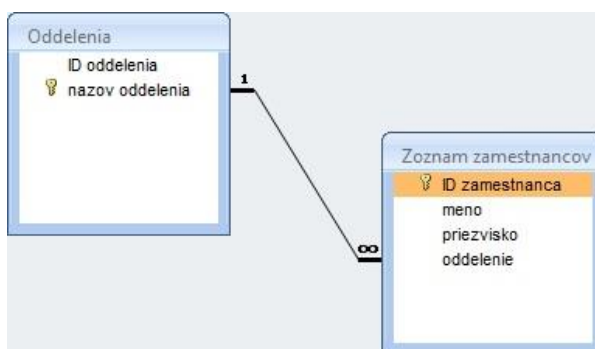 Oddelenia
ID oddelenia
nazov oddelenia
1
∞
Zoznam zamestnancov
ID zamestnanca
meno
priezvisko
oddelenie